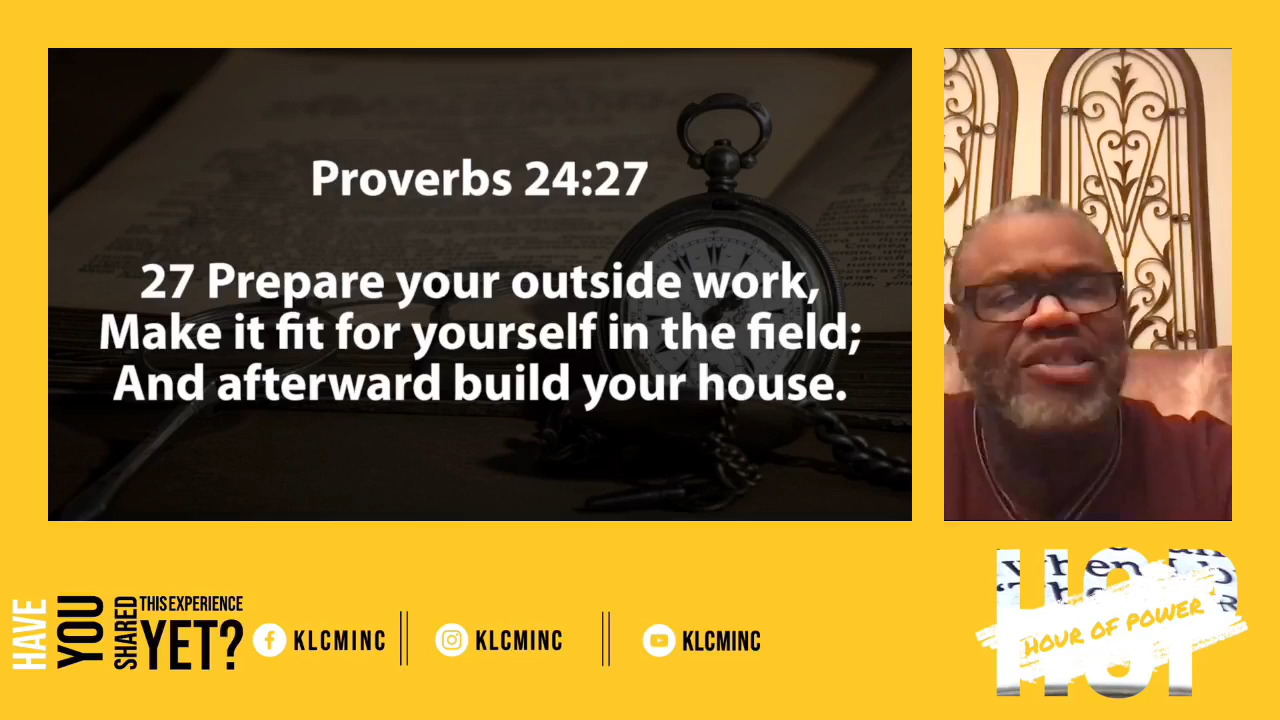 Proverbs 24:27
27 Prepare your outside work,
Make it fit for yourself in the field;
And afterward build your house.
HAVE
YOU
SHARED
THIS EXPERIENCE
YET?
KLCMINC
KLCMINC
KLCMINC
HOP
HOUR OF POWER